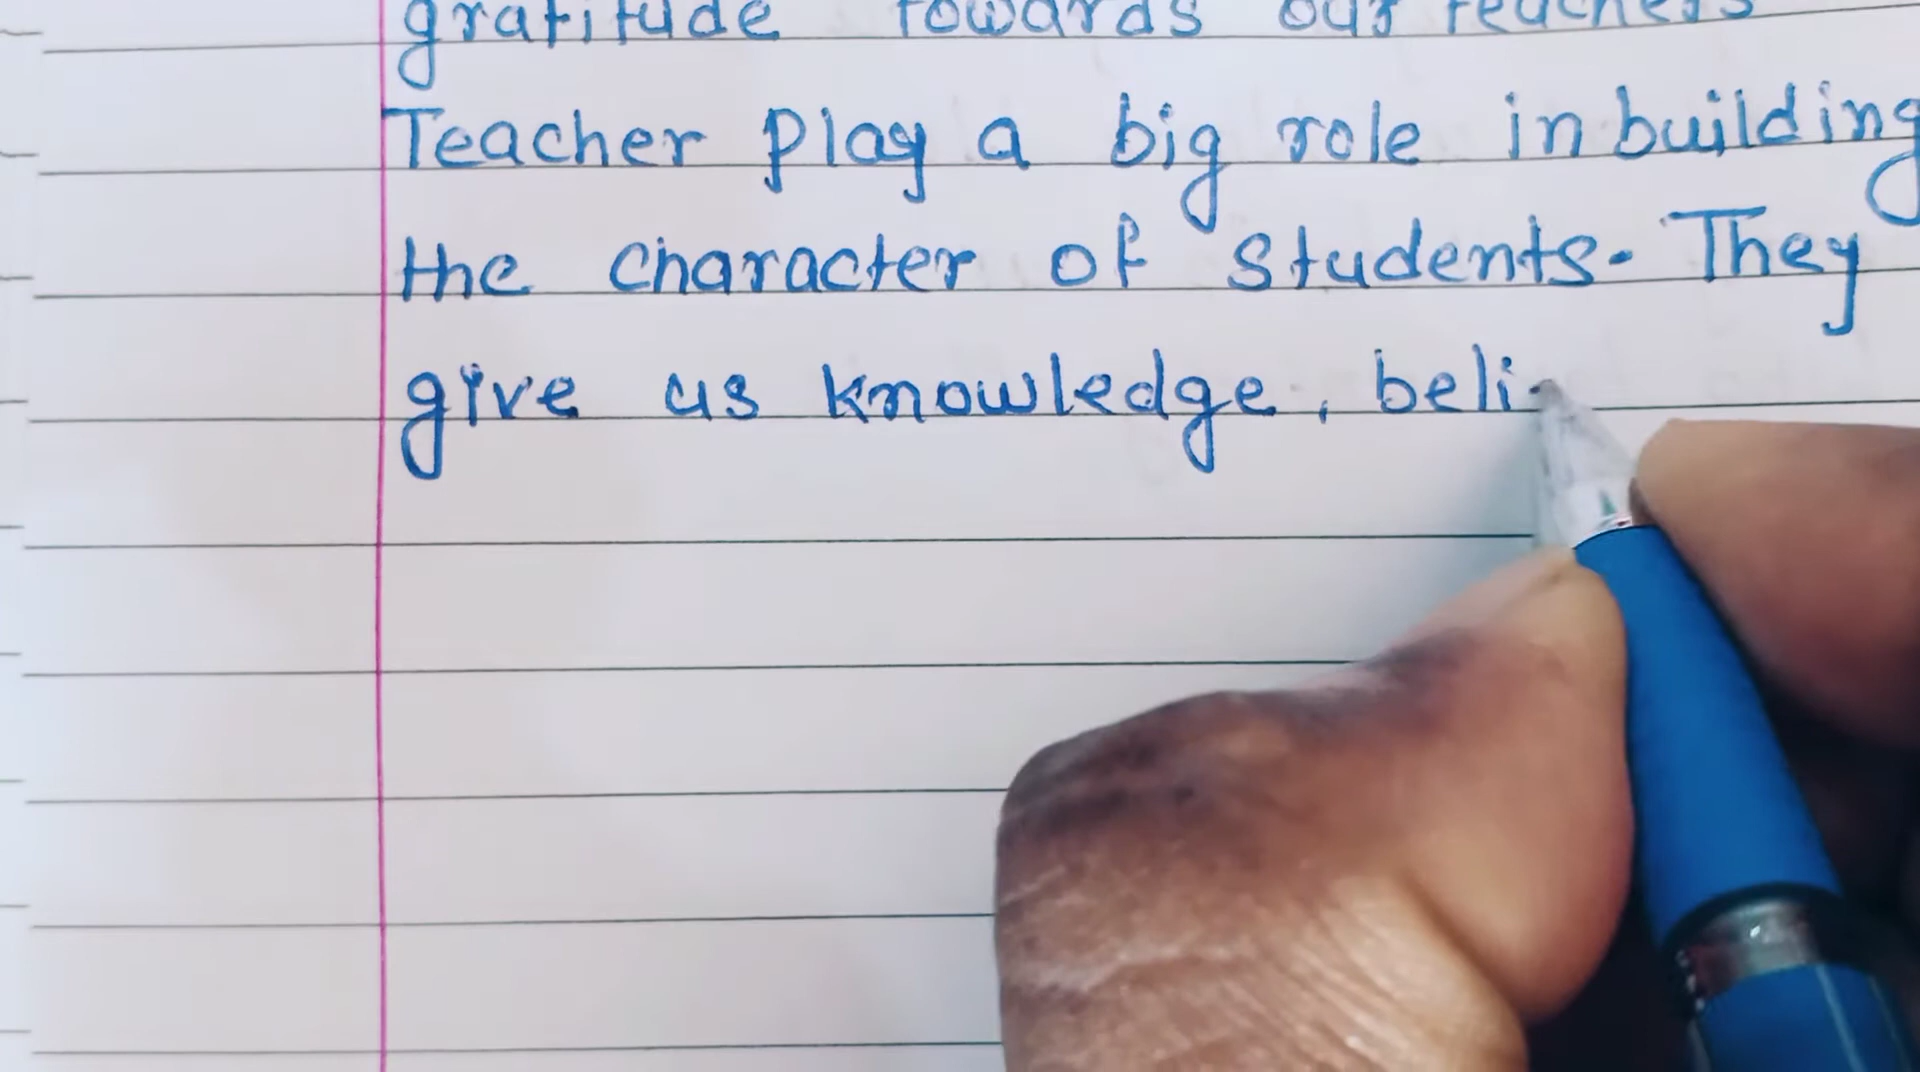 gratitude towards our teachers
Teacher play a big role in building
the character of students. They
give us knowledge, beli